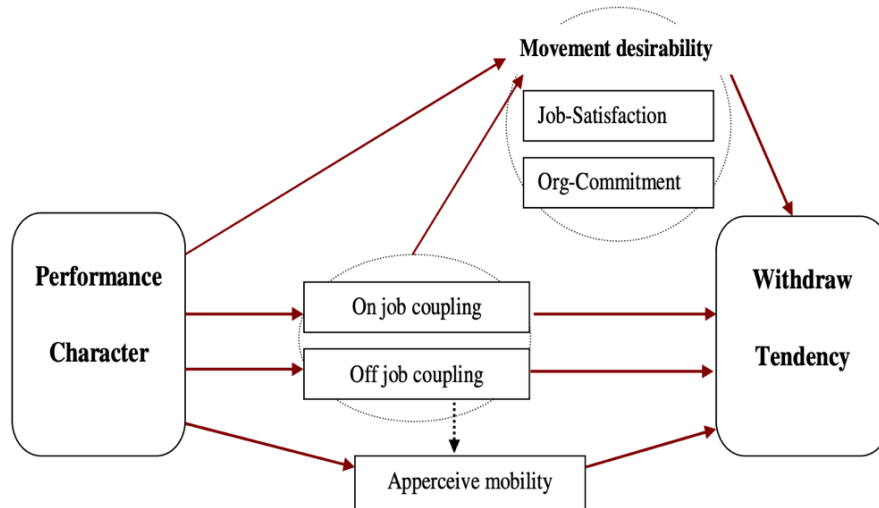 Movement desirability
Job-Satisfaction
Org-Commitment
Performance
Character
On job coupling
Off job coupling
Apperceive mobility
Withdraw
Tendency